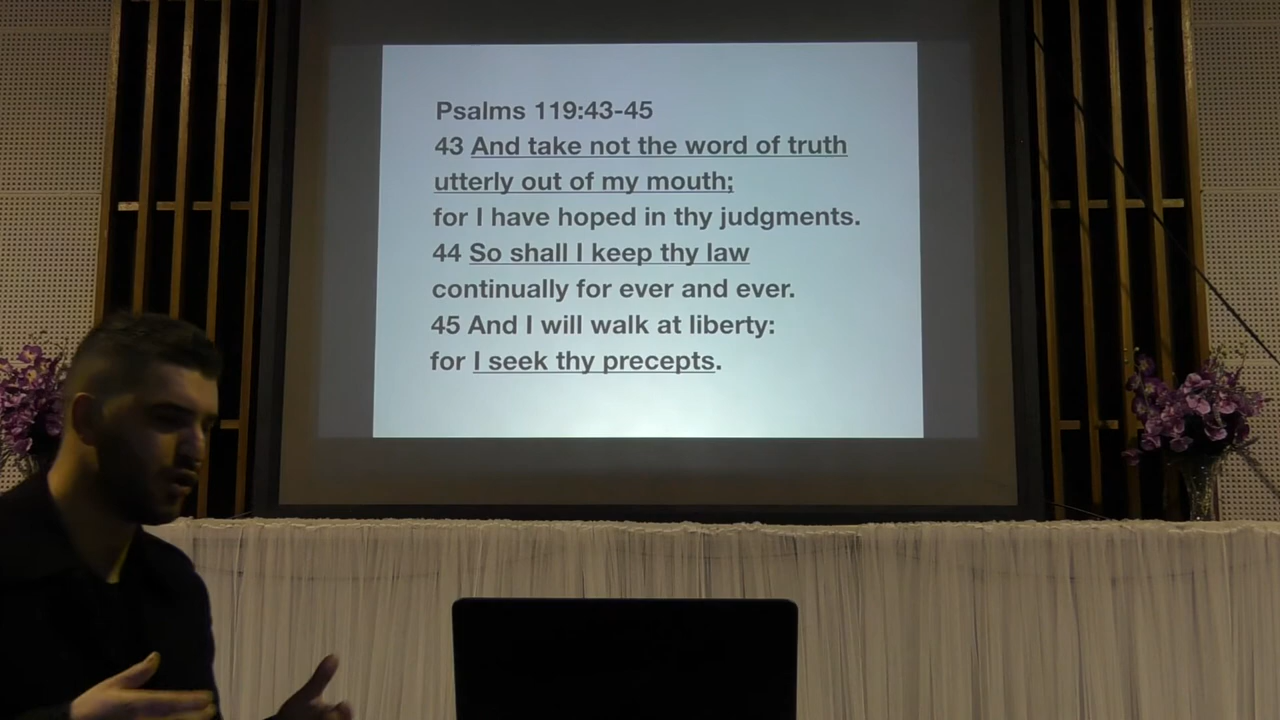 Psalms 119:43-45
43 And take not the word of truth
utterly out of my mouth;
for I have hoped in thy judgments.
44 So shall I keep thy law
continually for ever and ever.
45 And I will walk at liberty:
for I seek thy precepts.